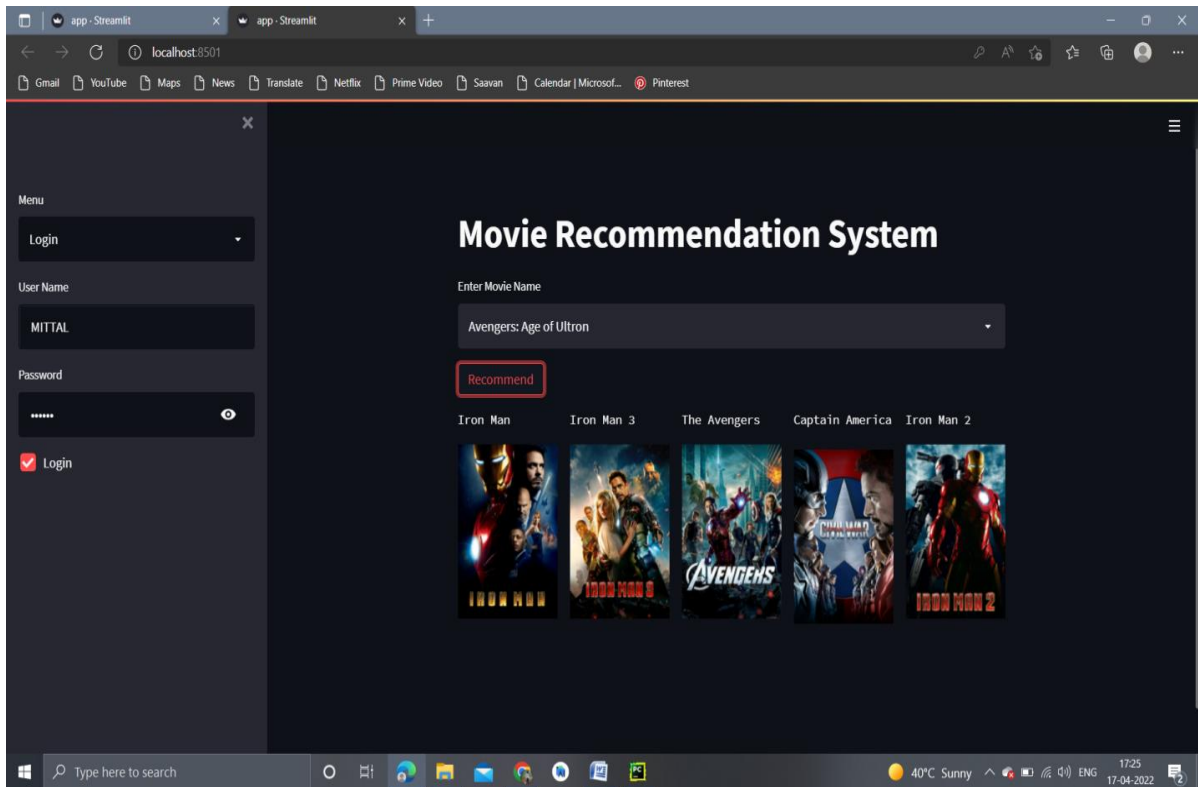 app · Streamlit
app · Streamlit
localhost:8501
Gmail YouTube Maps News Translate Netflix Prime Video Saavan Calendar | Microsof... Pinterest
Menu
Login
User Name
MITTAL
Password
Login
Movie Recommendation System
Enter Movie Name
Avengers: Age of Ultron
Recommend
Iron Man Iron Man 3 The Avengers Captain America Iron Man 2
IRON MAN
IRON MAN 3
AVENGERS
CIVIL WAR
IRON MAN 2
Type here to search
W
PC
40°C Sunny
ENG
17:25
17-04-2022
2